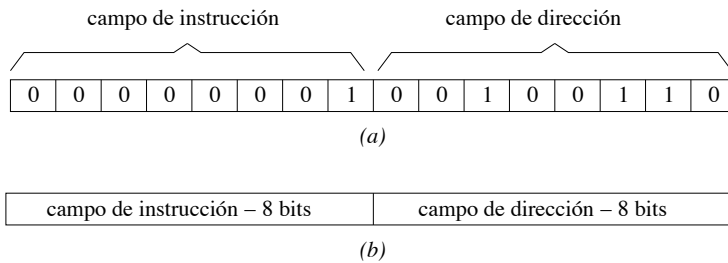 campo de instrucción campo de dirección
0 0 0 0 0 0 0 1 0 0 1 0 0 1 1 0
(a)
campo de instrucción – 8 bits campo de dirección – 8 bits
(b)